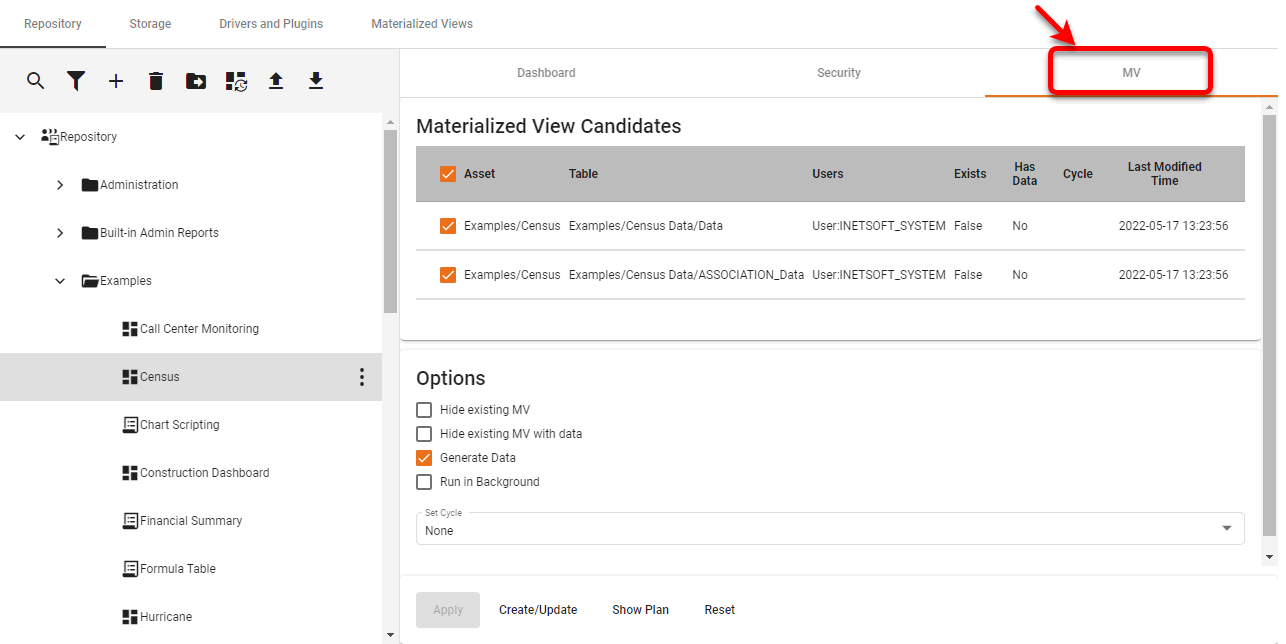 Repository Storage Drivers and Plugins Materialized Views
Dashboard Security MV
Repository
Administration
Built-in Admin Reports
Examples
Call Center Monitoring
Census
Chart Scripting
Construction Dashboard
Financial Summary
Formula Table
Hurricane
Materialized View Candidates
Asset Table Users Exists Has Data Cycle Last Modified Time
Examples/Census Examples/Census Data/Data User:INETSOFT_SYSTEM False No 2022-05-17 13:23:56
Examples/Census Examples/Census Data/ASSOCIATION_Data User:INETSOFT_SYSTEM False No 2022-05-17 13:23:56
Options
Hide existing MV
Hide existing MV with data
Generate Data
Run in Background
Set Cycle
None
Apply Create/Update Show Plan Reset